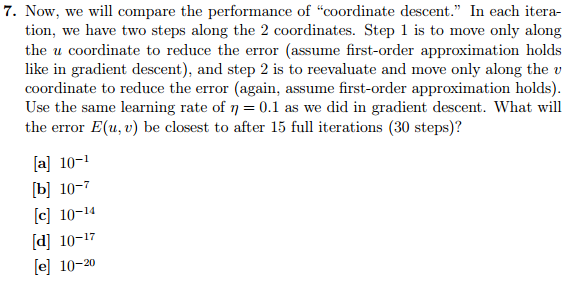 7. Now, we will compare the performance of “coordinate descent.” In each itera-
tion, we have two steps along the 2 coordinates. Step 1 is to move only along
the u coordinate to reduce the error (assume first-order approximation holds
like in gradient descent), and step 2 is to reevaluate and move only along the v
coordinate to reduce the error (again, assume first-order approximation holds).
Use the same learning rate of η = 0.1 as we did in gradient descent. What will
the error E(u, v) be closest to after 15 full iterations (30 steps)?
[a] 10⁻¹
[b] 10⁻⁷
[c] 10⁻¹⁴
[d] 10⁻¹⁷
[e] 10⁻²⁰